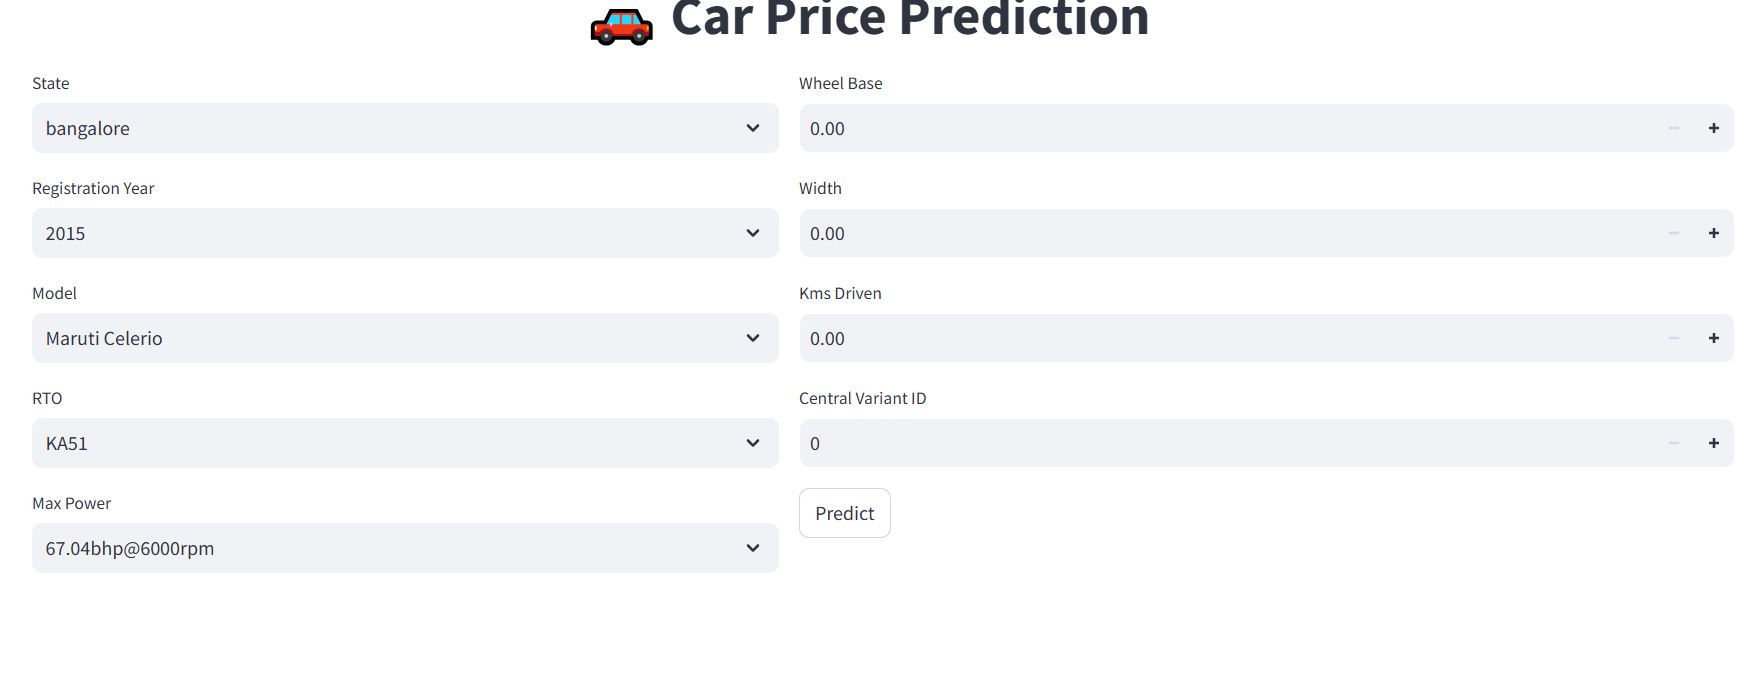 Car Price Prediction
State
bangalore
Registration Year
2015
Model
Maruti Celerio
RTO
KA51
Max Power
67.04bhp@6000rpm
Wheel Base
0.00
Width
0.00
Kms Driven
0.00
Central Variant ID
0
Predict